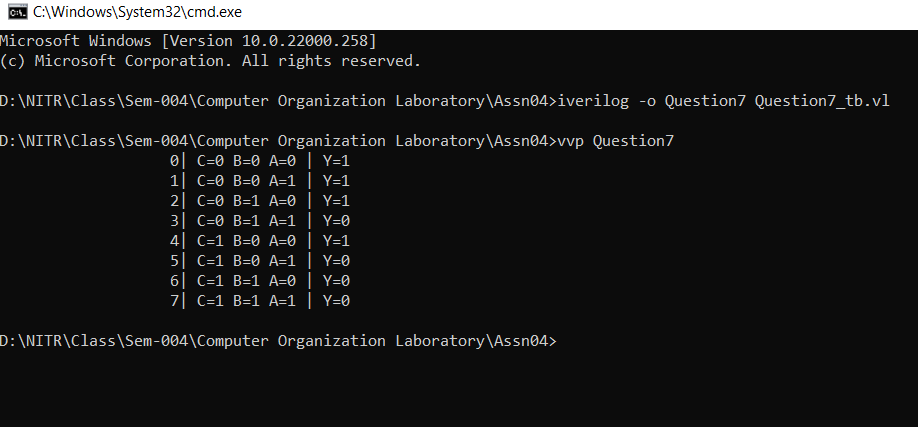 C:\Windows\System32\cmd.exe
Microsoft Windows [Version 10.0.22000.258]
(c) Microsoft Corporation. All rights reserved.
D:\NITR\Class\Sem-004\Computer Organization Laboratory\Assn04>iverilog -o Question7 Question7_tb.vl
D:\NITR\Class\Sem-004\Computer Organization Laboratory\Assn04>vvp Question7
0| C=0 B=0 A=0 | Y=1
1| C=0 B=0 A=1 | Y=1
2| C=0 B=1 A=0 | Y=1
3| C=0 B=1 A=1 | Y=0
4| C=1 B=0 A=0 | Y=1
5| C=1 B=0 A=1 | Y=0
6| C=1 B=1 A=0 | Y=0
7| C=1 B=1 A=1 | Y=0
D:\NITR\Class\Sem-004\Computer Organization Laboratory\Assn04>